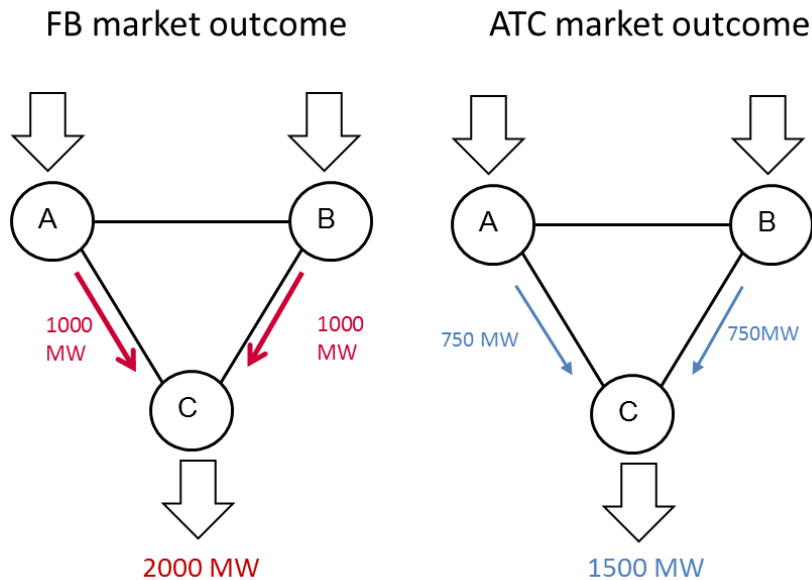 FB market outcome
ATC market outcome
A
B
A
B
1000
MW
1000
MW
750 MW
750MW
C
C
2000 MW
1500 MW